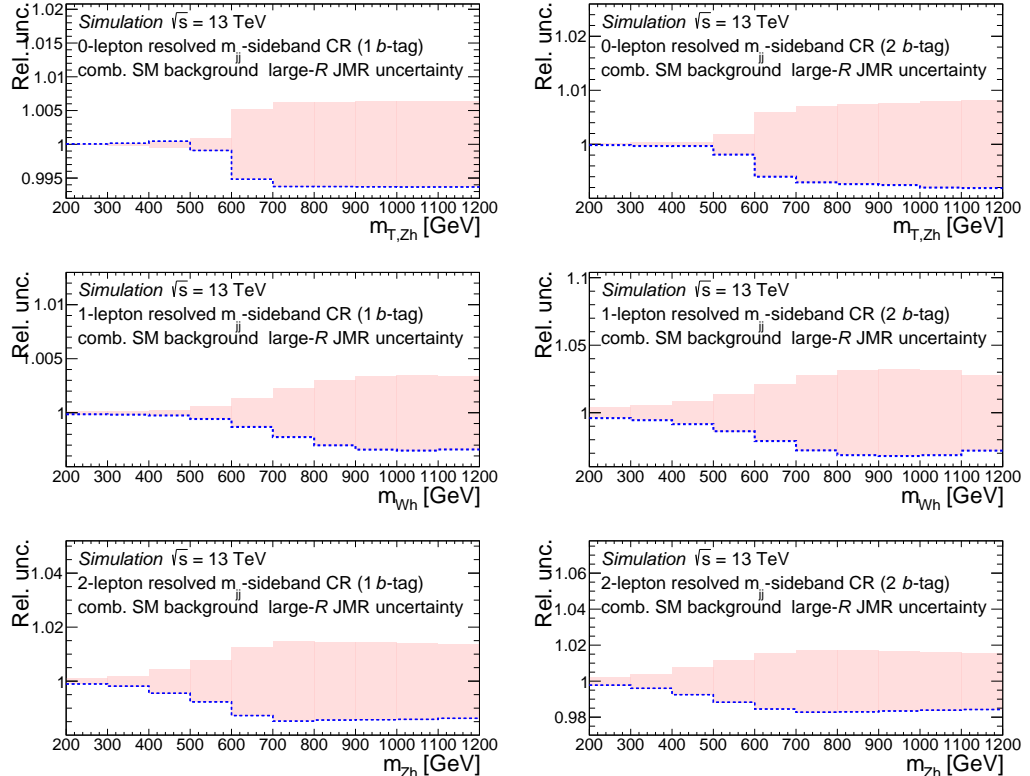 Rel. unc.
Simulation √s = 13 TeV
0-lepton resolved m_jj-sideband CR (1 b-tag)
comb. SM background large-R JMR uncertainty
1.02
1.015
1.01
1.005
1
0.995
200 300 400 500 600 700 800 900 1000 1100 1200
m_T,Zh [GeV]
Rel. unc.
Simulation √s = 13 TeV
0-lepton resolved m_jj-sideband CR (2 b-tag)
comb. SM background large-R JMR uncertainty
1.02
1.01
1
200 300 400 500 600 700 800 900 1000 1100 1200
m_T,Zh [GeV]
Rel. unc.
Simulation √s = 13 TeV
1-lepton resolved m_jj-sideband CR (1 b-tag)
comb. SM background large-R JMR uncertainty
1.01
1.005
1
200 300 400 500 600 700 800 900 1000 1100 1200
m_Wh [GeV]
Rel. unc.
Simulation √s = 13 TeV
1-lepton resolved m_jj-sideband CR (2 b-tag)
comb. SM background large-R JMR uncertainty
1.1
1.05
1
200 300 400 500 600 700 800 900 1000 1100 1200
m_Wh [GeV]
Rel. unc.
Simulation √s = 13 TeV
2-lepton resolved m_jj-sideband CR (1 b-tag)
comb. SM background large-R JMR uncertainty
1.04
1.02
1
200 300 400 500 600 700 800 900 1000 1100 1200
m_Zh [GeV]
Rel. unc.
Simulation √s = 13 TeV
2-lepton resolved m_jj-sideband CR (2 b-tag)
comb. SM background large-R JMR uncertainty
1.06
1.04
1.02
1
0.98
200 300 400 500 600 700 800 900 1000 1100 1200
m_Zh [GeV]